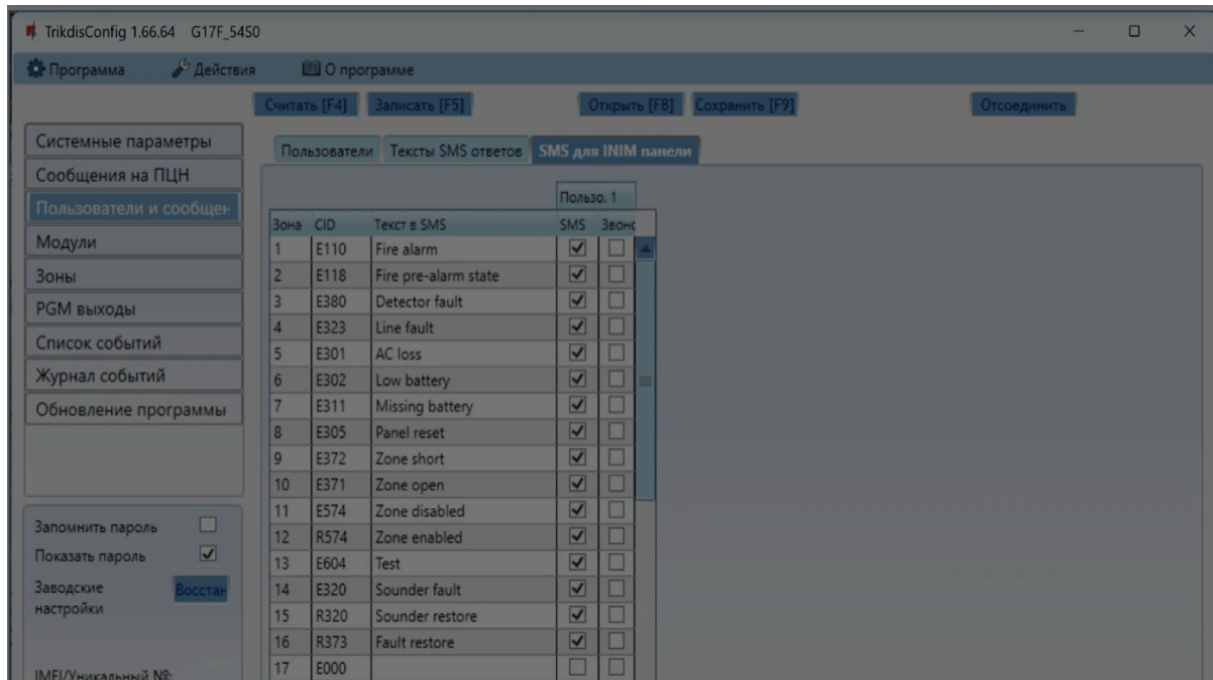 TrikdisConfig 1.66.64 G17F_54S0
Программа Действия О программе
Считать [F4] Записать [F5] Открыть [F8] Сохранить [F9] Отсоединить
Системные параметры
Сообщения на ПЦН
Пользователи и сообщен
Модули
Зоны
PGM выходы
Список событий
Журнал событий
Обновление программы
Запомнить пароль
Показать пароль
Заводские настройки
Восстан
IMEI/Уникальный №:
Пользователи Тексты SMS ответов SMS для INIM панели
Пользо. 1
Зона CID Текст в SMS SMS Звонс
1 E110 Fire alarm
2 E118 Fire pre-alarm state
3 E380 Detector fault
4 E323 Line fault
5 E301 AC loss
6 E302 Low battery
7 E311 Missing battery
8 E305 Panel reset
9 E372 Zone short
10 E371 Zone open
11 E574 Zone disabled
12 R574 Zone enabled
13 E604 Test
14 E320 Sounder fault
15 R320 Sounder restore
16 R373 Fault restore
17 E000